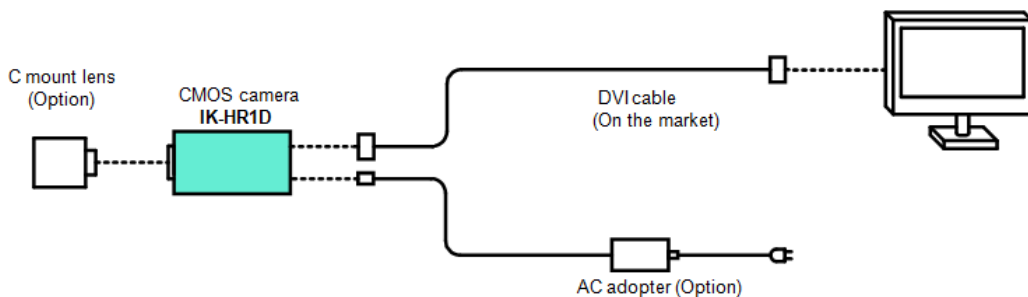 C mount lens
(Option)
CMOS camera
IK-HR1D
DVI cable
(On the market)
AC adopter (Option)